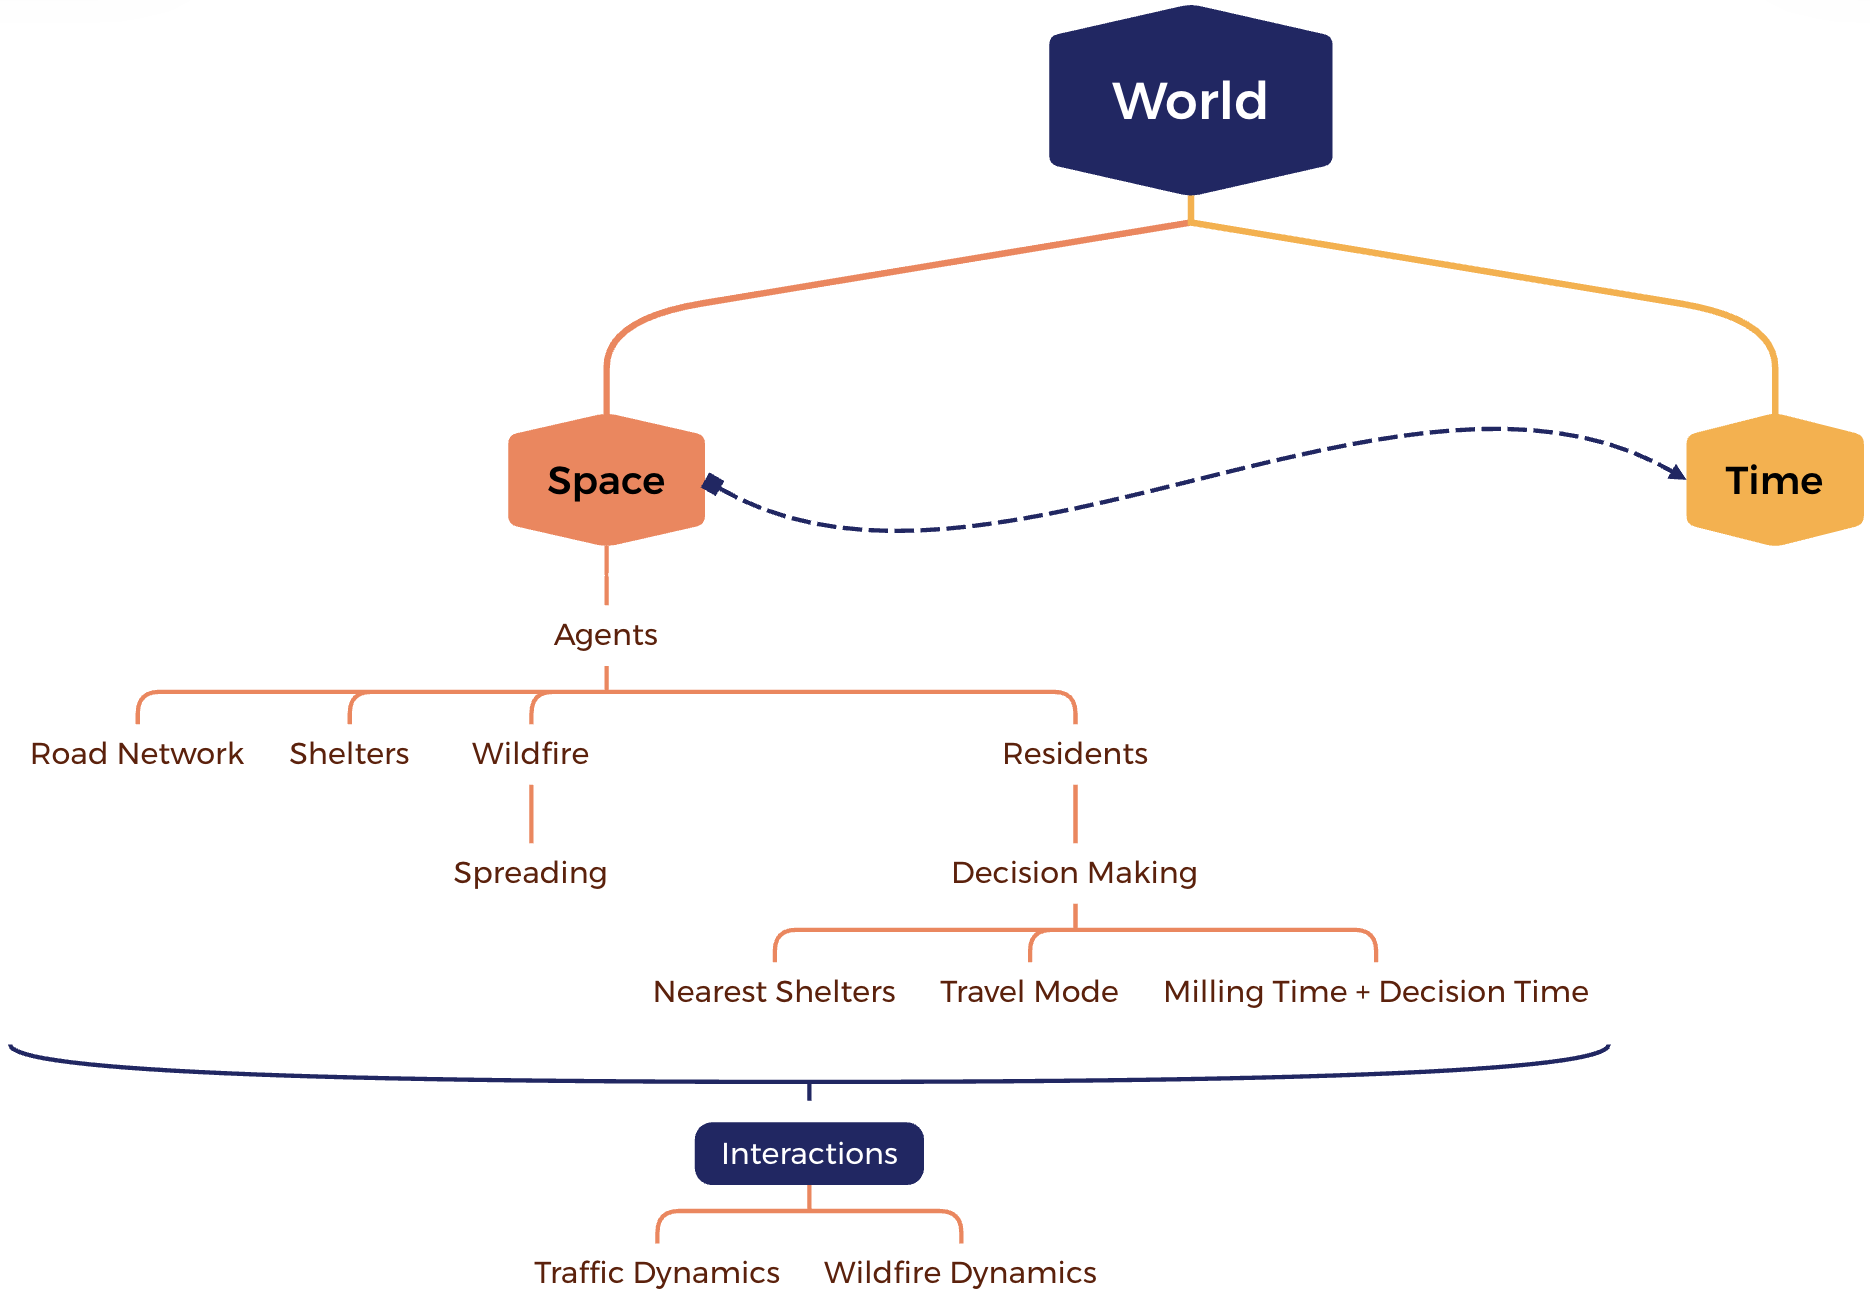 World
Space
Time
Agents
Road Network
Shelters
Wildfire
Residents
Spreading
Decision Making
Nearest Shelters
Travel Mode
Milling Time + Decision Time
Interactions
Traffic Dynamics
Wildfire Dynamics